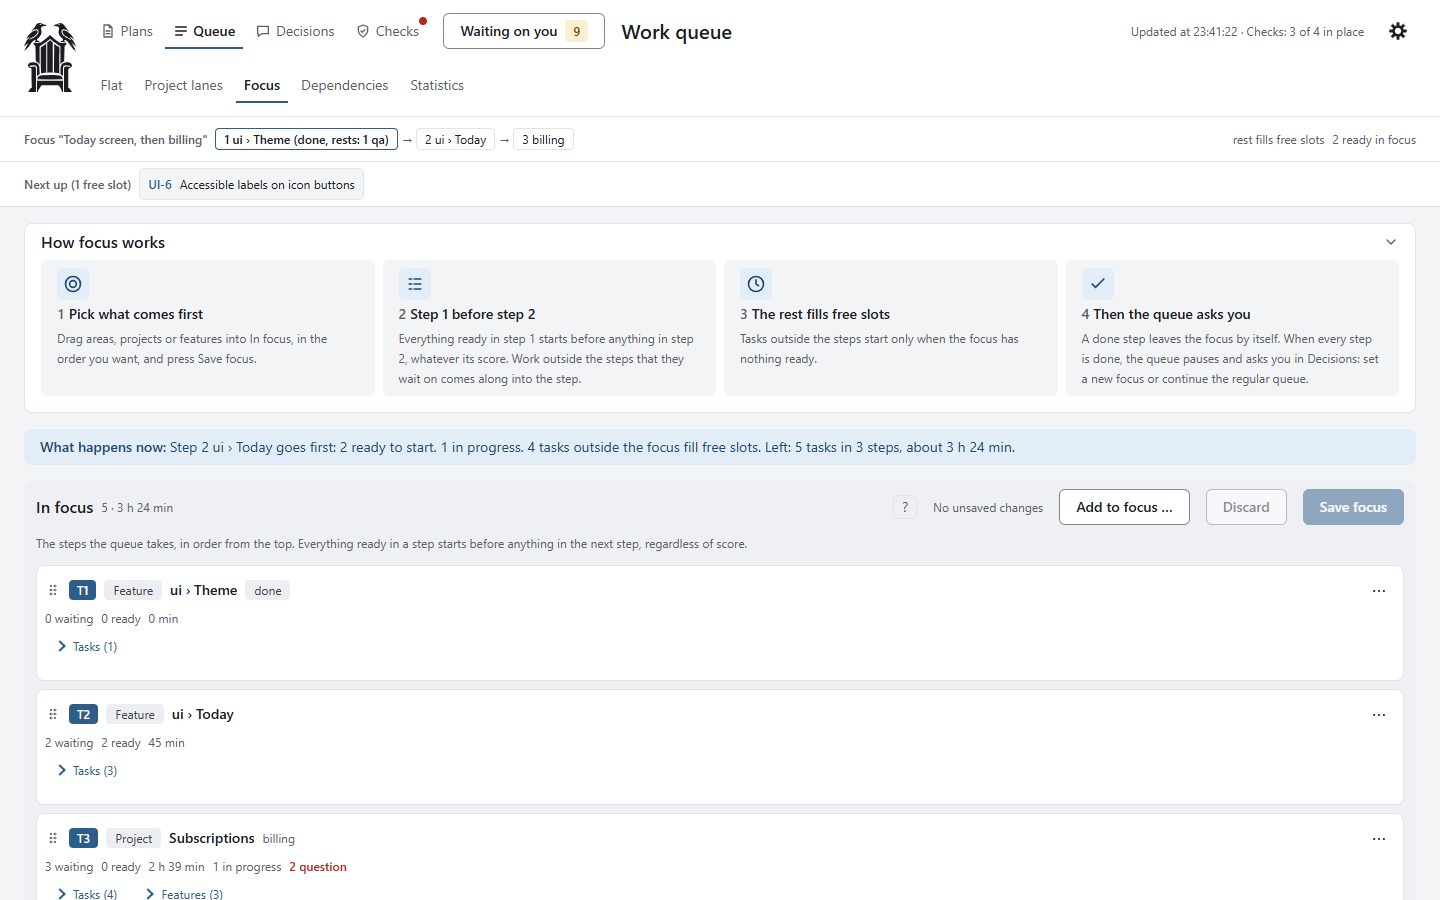 Plans
Queue
Decisions
Checks
Waiting on you 9
Work queue
Updated at 23:41:22 · Checks: 3 of 4 in place
Flat
Project lanes
Focus
Dependencies
Statistics
Focus "Today screen, then billing" 1 ui › Theme (done, rests: 1 qa) → 2 ui › Today → 3 billing
rest fills free slots 2 ready in focus
Next up (1 free slot) UI-6 Accessible labels on icon buttons
How focus works
1 Pick what comes first
Drag areas, projects or features into In focus, in the
order you want, and press Save focus.
2 Step 1 before step 2
Everything ready in step 1 starts before anything in step
2, whatever its score. Work outside the steps that they
wait on comes along into the step.
3 The rest fills free slots
Tasks outside the steps start only when the focus has
nothing ready.
4 Then the queue asks you
A done step leaves the focus by itself. When every step
is done, the queue pauses and asks you in Decisions: set
a new focus or continue the regular queue.
What happens now: Step 2 ui › Today goes first: 2 ready to start. 1 in progress. 4 tasks outside the focus fill free slots. Left: 5 tasks in 3 steps, about 3 h 24 min.
In focus 5 · 3 h 24 min
?
No unsaved changes
Add to focus ...
Discard
Save focus
The steps the queue takes, in order from the top. Everything ready in a step starts before anything in the next step, regardless of score.
T1 Feature ui › Theme done
...
0 waiting 0 ready 0 min
Tasks (1)
T2 Feature ui › Today
...
2 waiting 2 ready 45 min
Tasks (3)
T3 Project Subscriptions billing
...
3 waiting 0 ready 2 h 39 min 1 in progress 2 question
Tasks (4) Features (3)